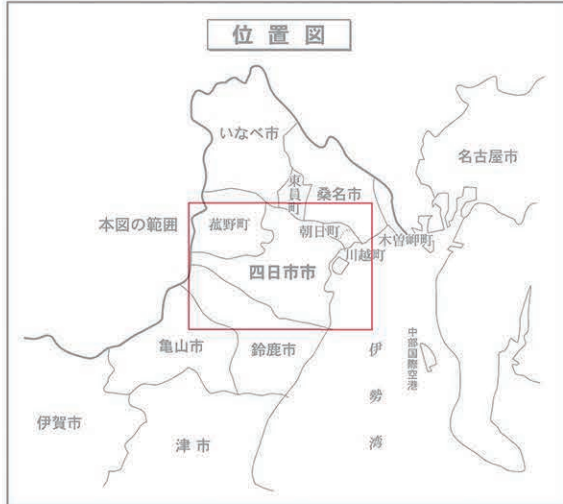 位置図
いなべ市
名古屋市
東員町
桑名市
本図の範囲
菰野町
朝日町
木曽岬町
川越町
四日市市
亀山市
鈴鹿市
伊勢湾
中部国際空港
伊賀市
津市